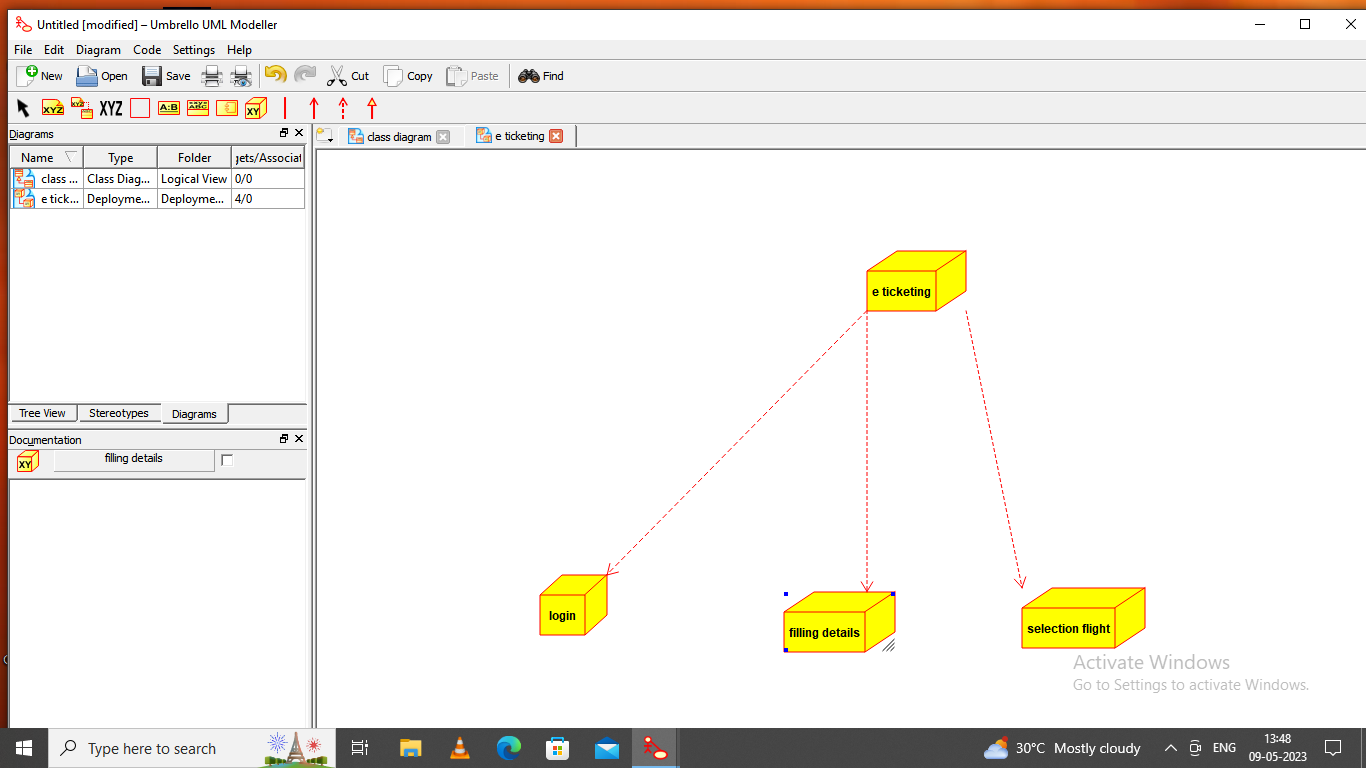 Untitled [modified] – Umbrello UML Modeller
File Edit Diagram Code Settings Help
New Open Save Cut Copy Paste Find
XYZ XYZ XYZ A:B ABC XY
Diagrams
class diagram e ticketing
Name Type Folder jets/Associat
class ... Class Diag... Logical View 0/0
e tick... Deployme... Deployme... 4/0
e ticketing
Tree View Stereotypes Diagrams
Documentation
XY filling details
login
filling details
selection flight
Activate Windows
Go to Settings to activate Windows.
Type here to search
30°C Mostly cloudy
ENG
13:48
09-05-2023